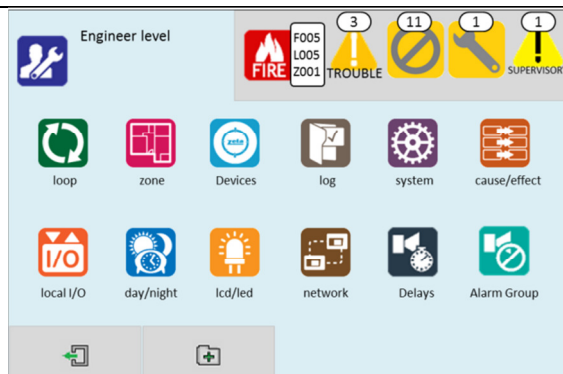 Engineer level
3
11
1
1
FIRE
F005
L005
Z001
TROUBLE
SUPERVISOR
zeta
loop
zone
Devices
log
system
cause/effect
I/O
local I/O
day/night
lcd/led
network
Delays
Alarm Group